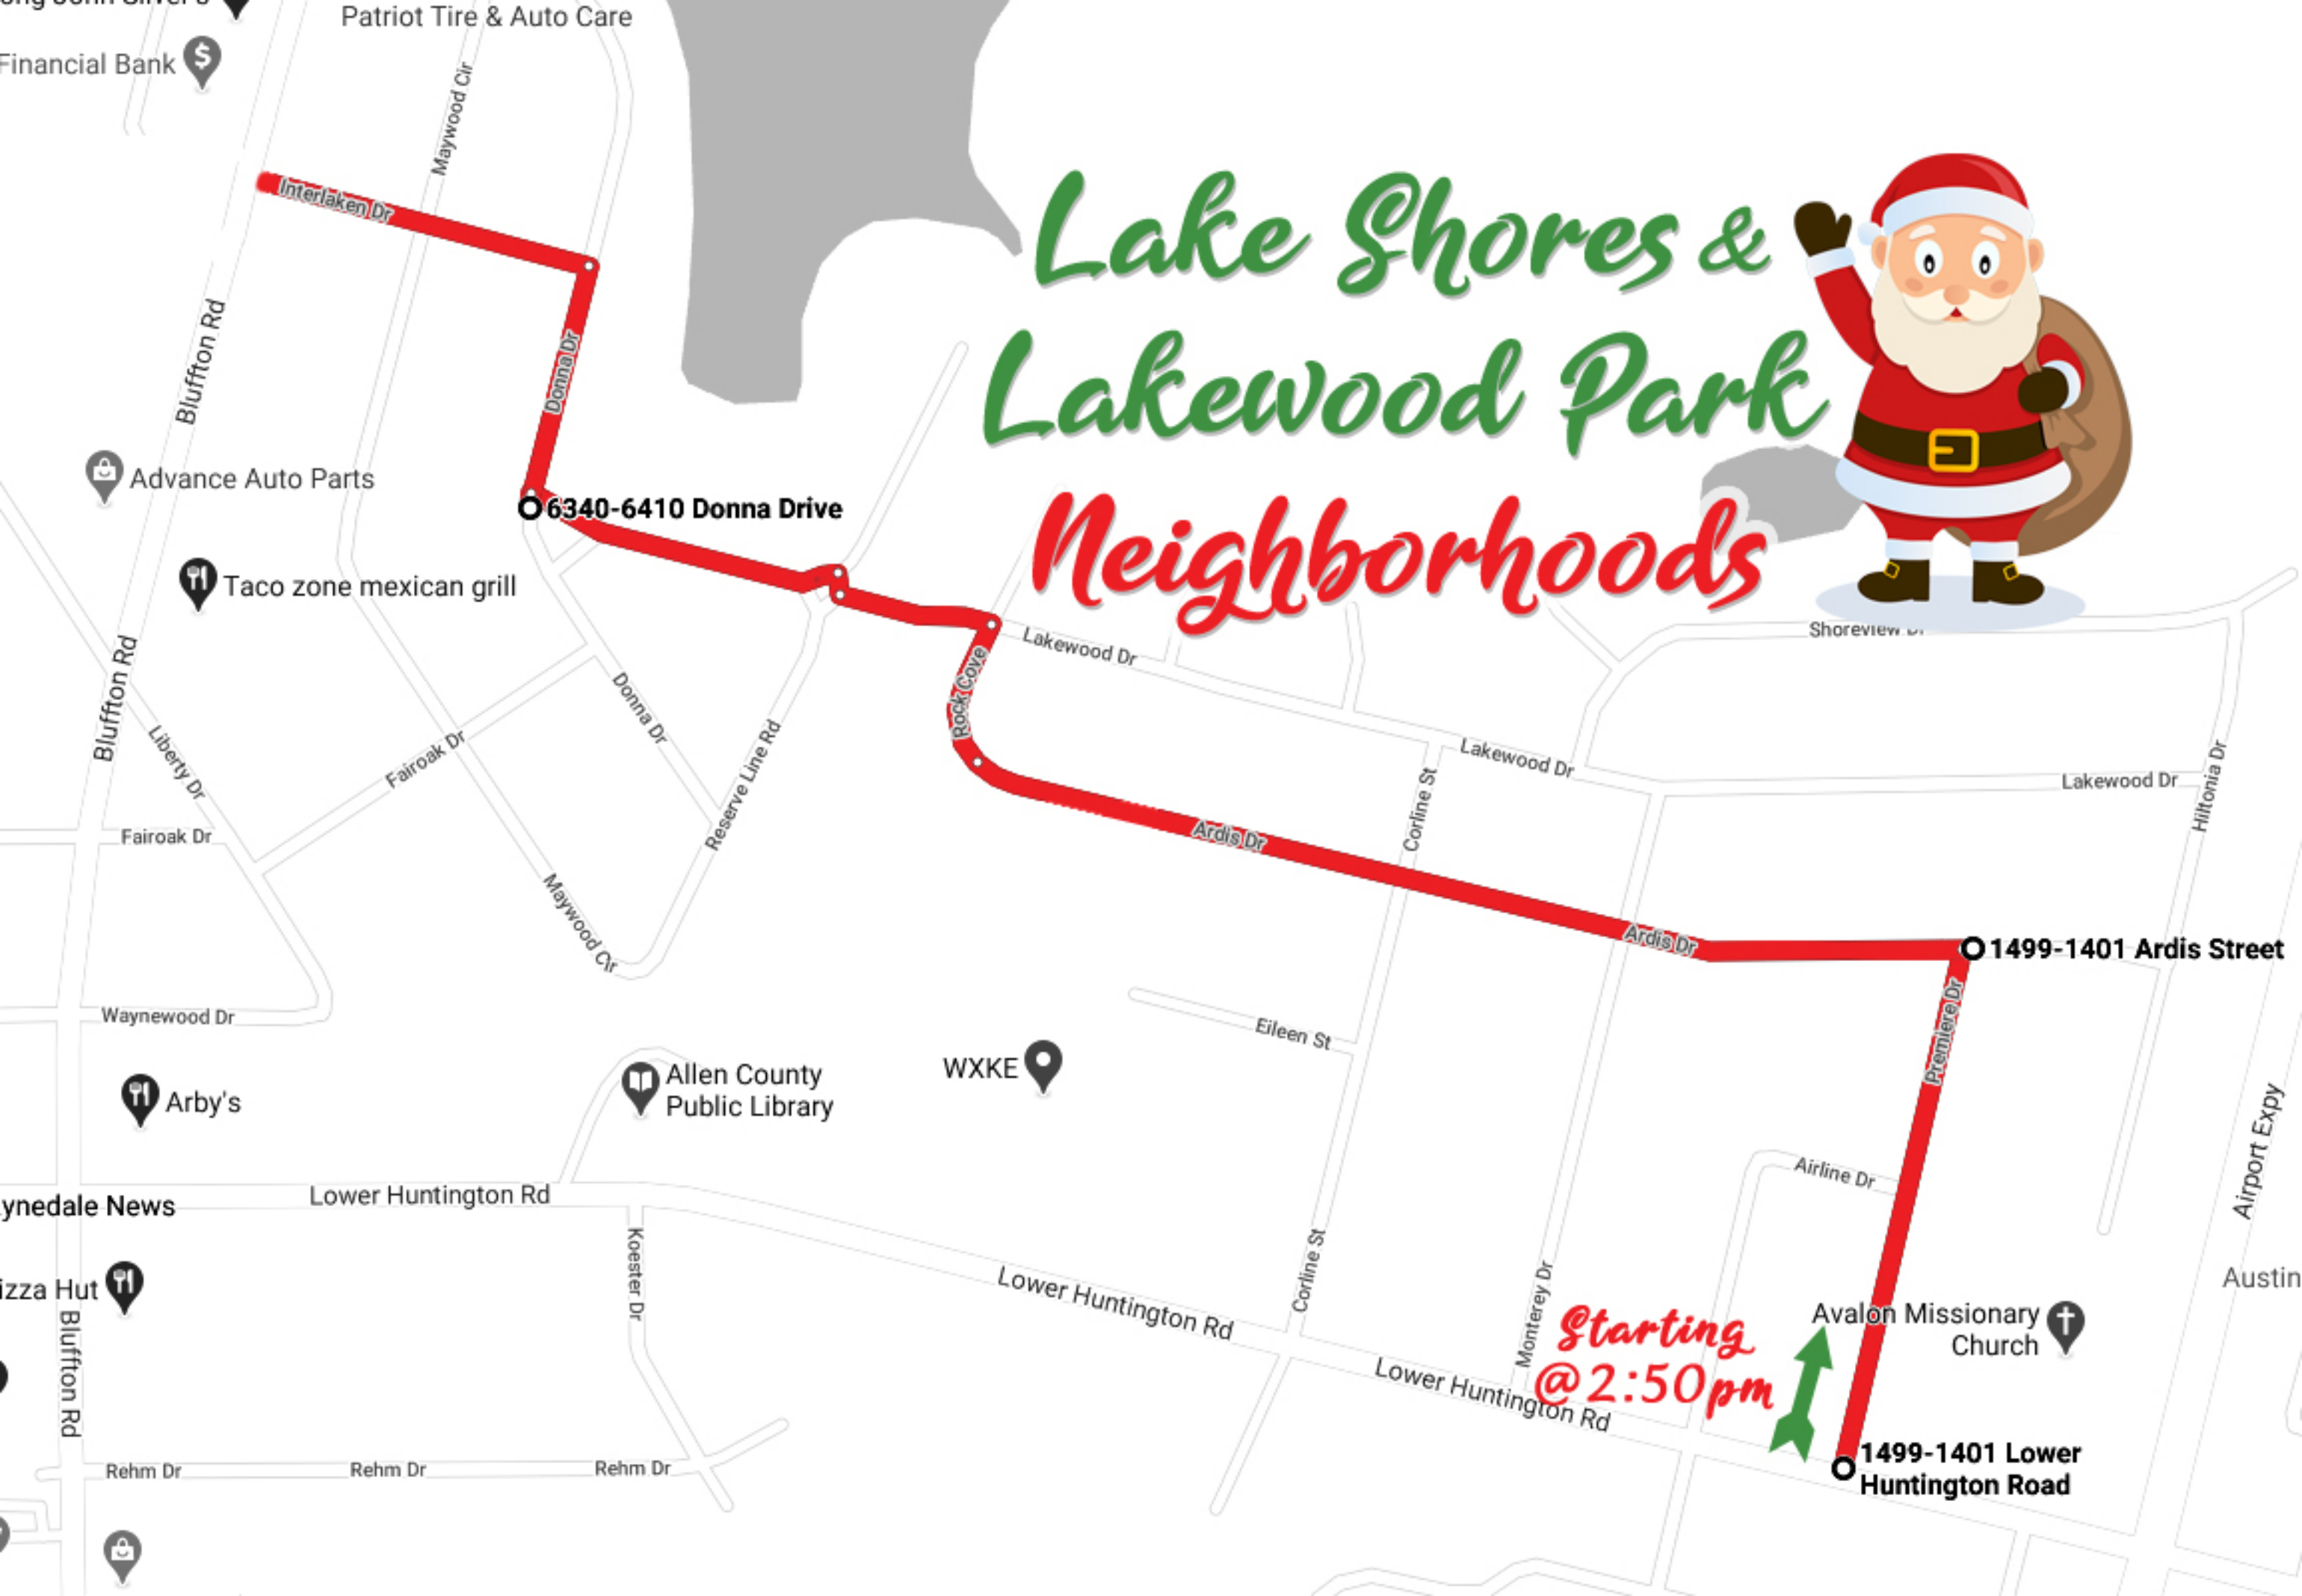 Patriot Tire & Auto Care
Financial Bank
Maywood Cir
Interlaken Dr
Lake Shores &
Lakewood Park
Neighborhoods
Bluffton Rd
Donna Dr
Advance Auto Parts
6340-6410 Donna Drive
Taco zone mexican grill
Shoreview Dr
Lakewood Dr
Rock Cove
Bluffton Rd
Donna Dr
Liberty Dr
Fairoak Dr
Reserve Line Rd
Lakewood Dr
Lakewood Dr
Hiltonia Dr
Corline St
Fairoak Dr
Ardis Dr
Maywood Cir
Ardis Dr
1499-1401 Ardis Street
Premiere Dr
Waynewood Dr
Eileen St
WXKE
Allen County
Public Library
Arby's
Airport Expy
Airline Dr
ynedale News
Lower Huntington Rd
Koester Dr
Corline St
Lower Huntington Rd
Monterey Dr
izza Hut
Austin
Avalon Missionary
Church
Starting
@2:50pm
Bluffton Rd
Lower Huntington Rd
1499-1401 Lower
Huntington Road
Rehm Dr
Rehm Dr
Rehm Dr